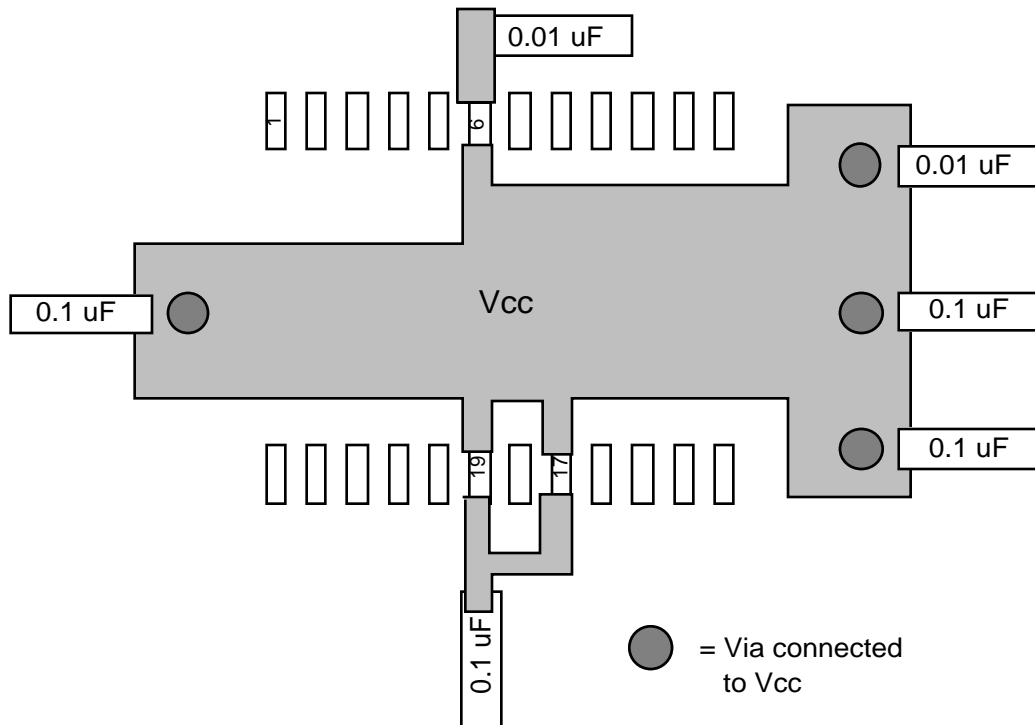 0.01 uF
1
6
0.01 uF
Vcc
0.1 uF
0.1 uF
0.1 uF
19
17
0.1 uF
= Via connected
to Vcc